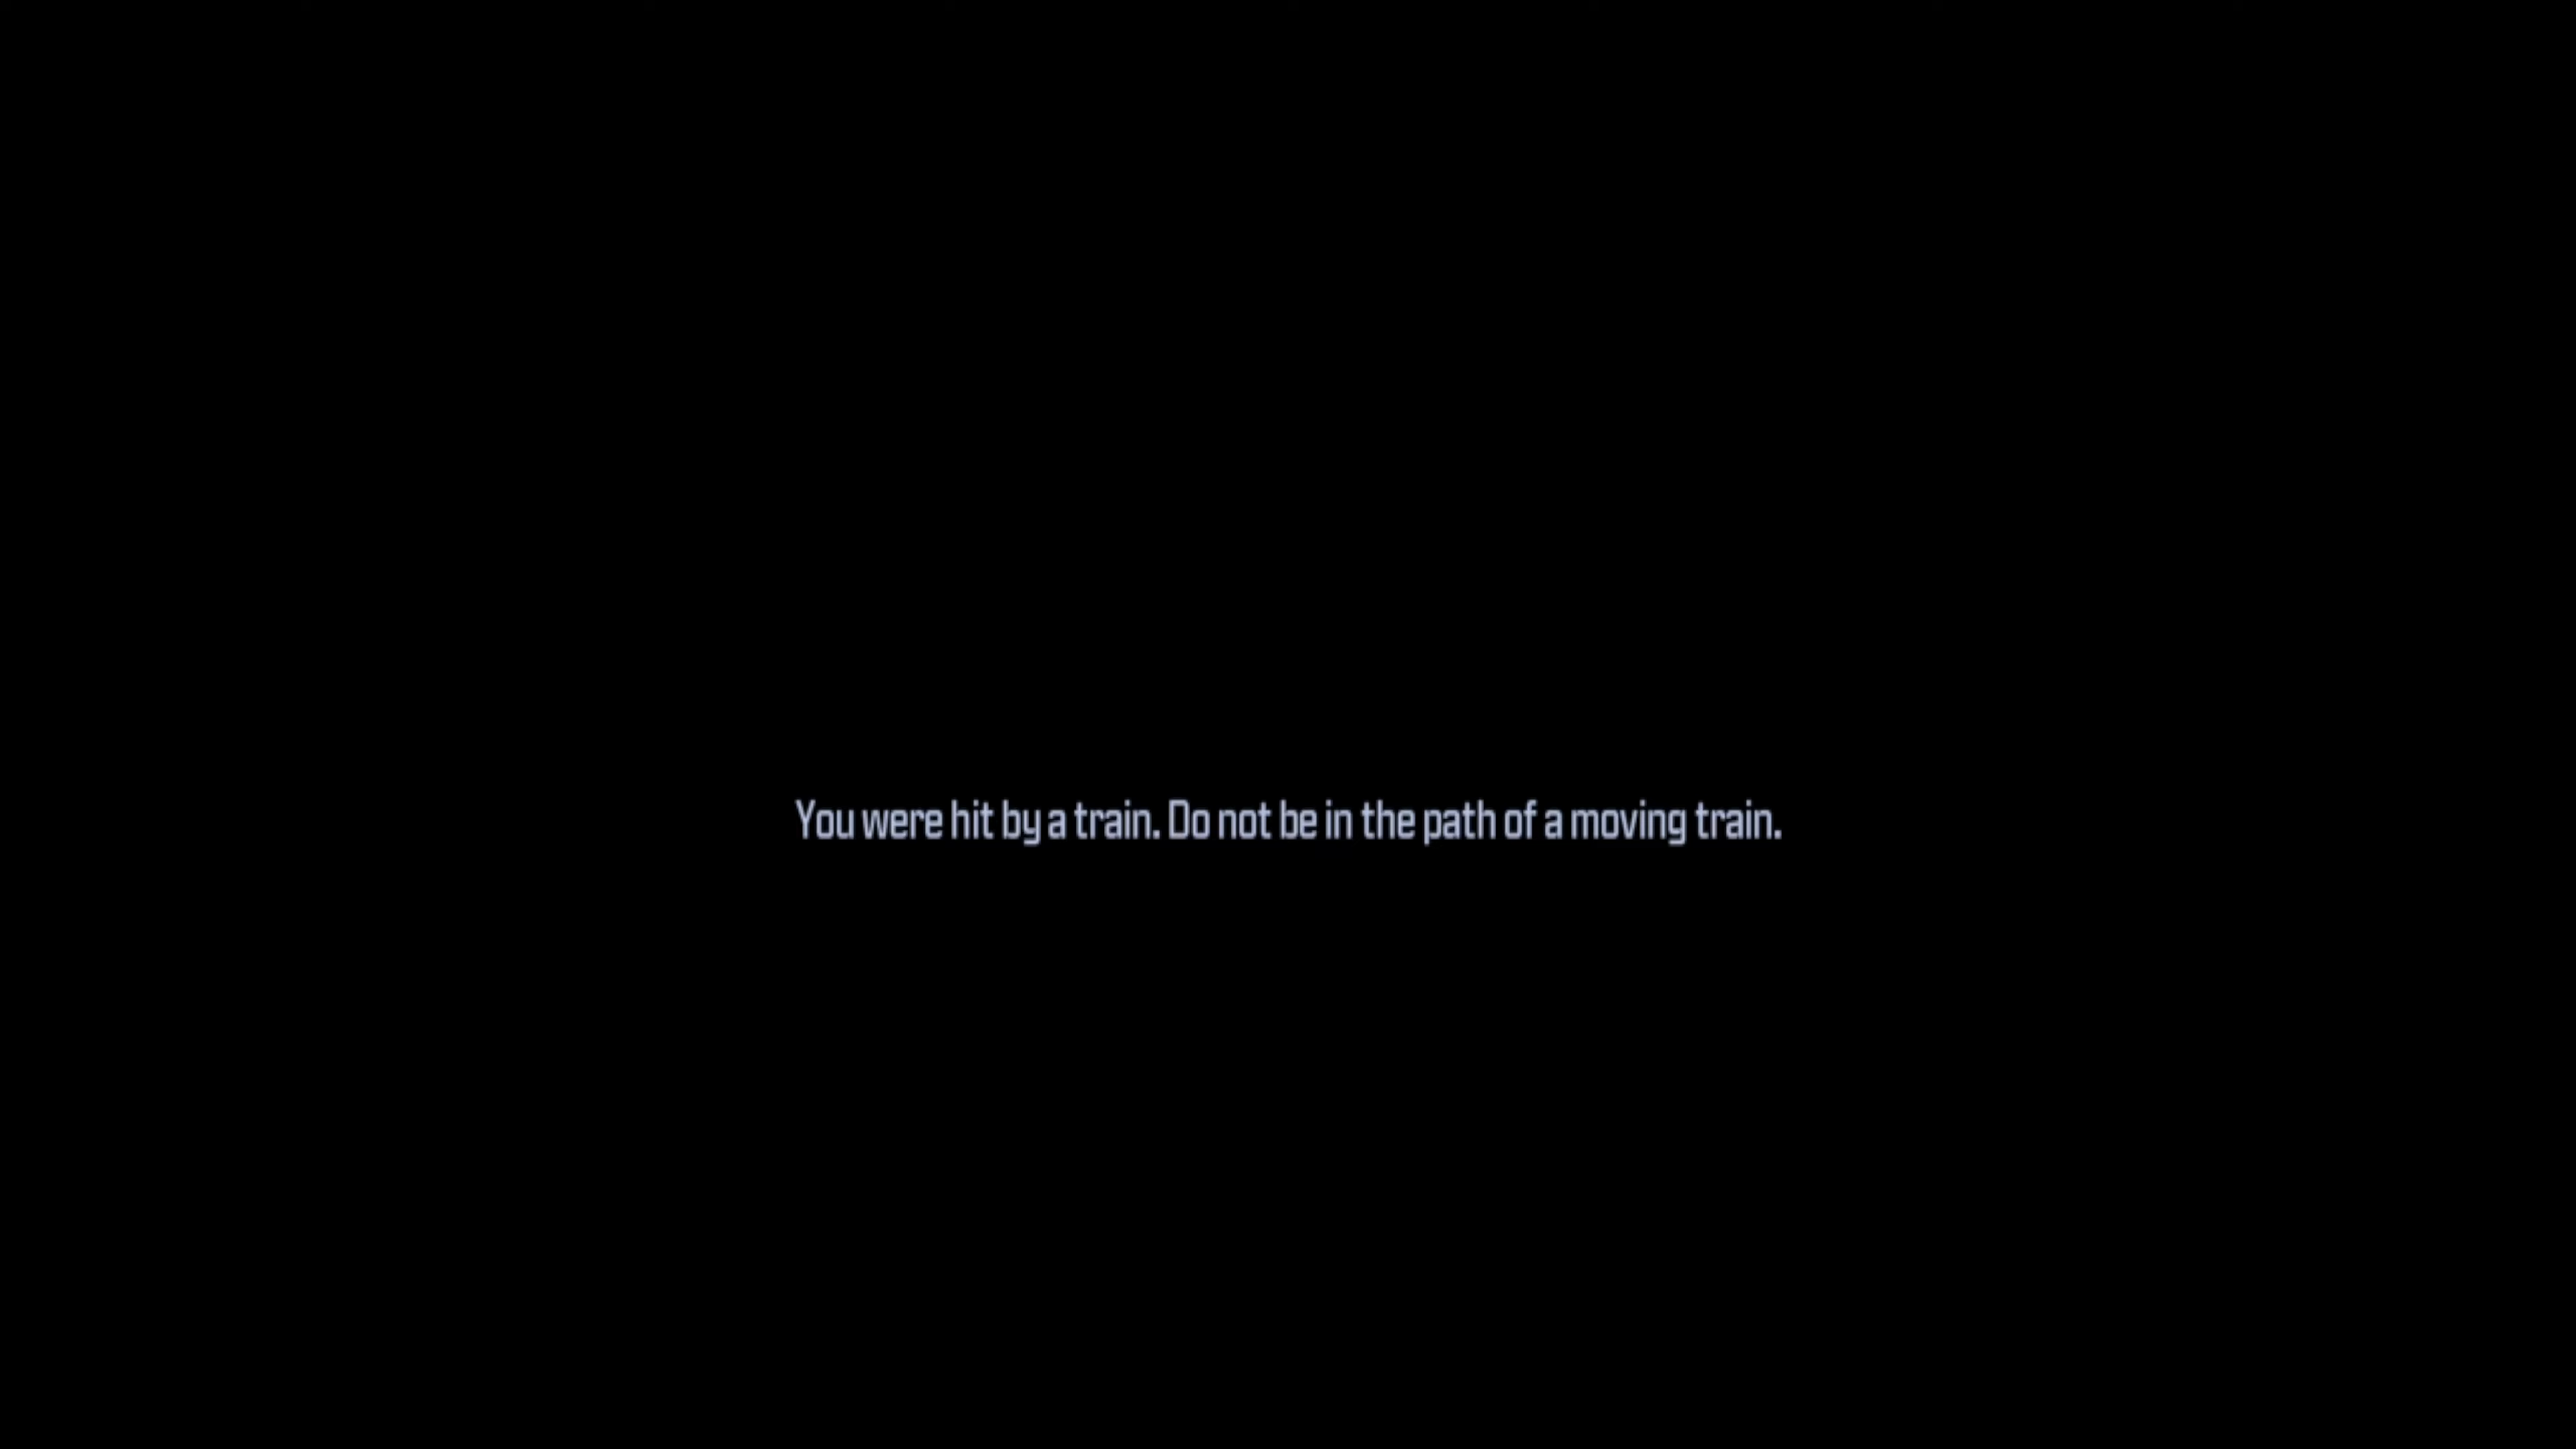 You were hit by a train. Do not be in the path of a moving train.